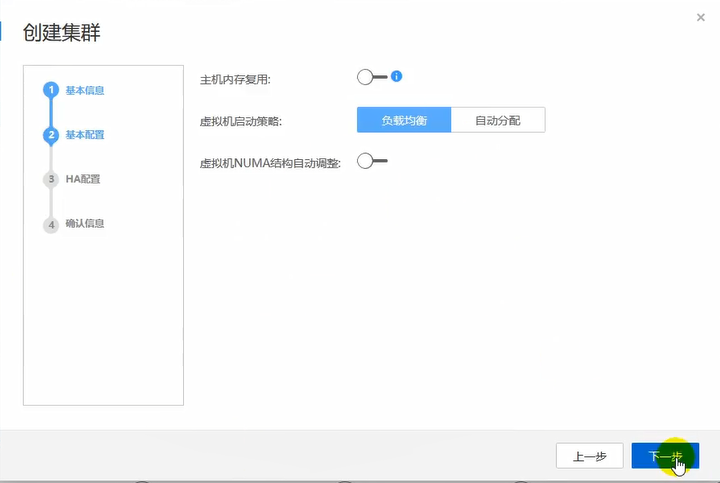 创建集群
1 基本信息
2 基本配置
3 HA配置
4 确认信息
主机内存复用:
虚拟机启动策略:
负载均衡 自动分配
虚拟机NUMA结构自动调整:
上一步 下一步